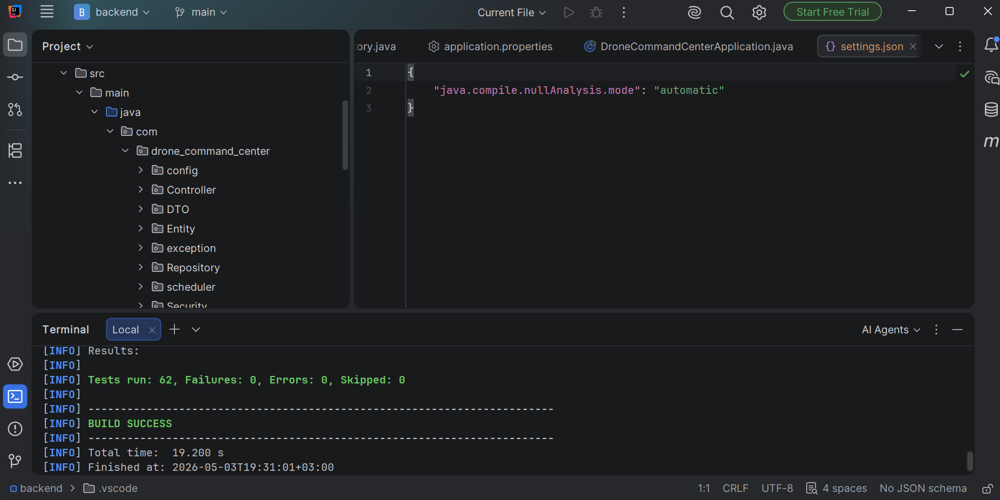 B backend main Current File Start Free Trial
Project
ory.java application.properties DroneCommandCenterApplication.java {} settings.json
src
main
java
com
drone_command_center
config
Controller
DTO
Entity
exception
Repository
scheduler
Security
1 {
2 "java.compile.nullAnalysis.mode": "automatic"
3 }
m
Terminal Local AI Agents
[INFO] Results:
[INFO]
[INFO] Tests run: 62, Failures: 0, Errors: 0, Skipped: 0
[INFO]
[INFO] ------------------------------------------------------------------------
[INFO] BUILD SUCCESS
[INFO] ------------------------------------------------------------------------
[INFO] Total time:  19.200 s
[INFO] Finished at: 2026-05-03T19:31:01+03:00
backend > .vscode 1:1 CRLF UTF-8 4 spaces No JSON schema